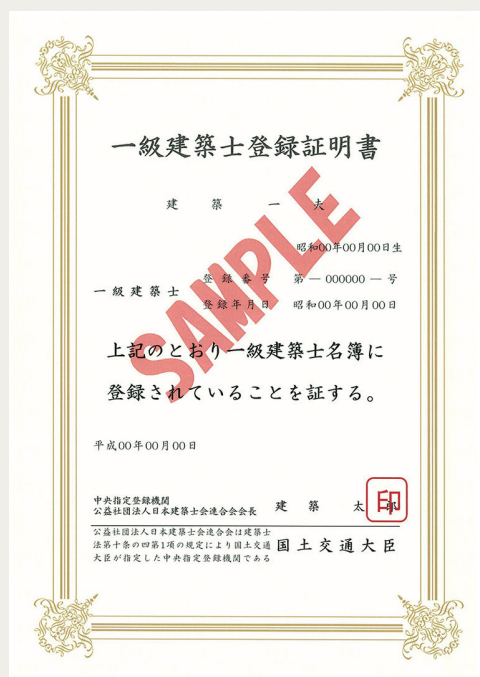 一級建築士登録証明書
建築一夫
昭和00年00月00日生
一級建築士
登録番号 第 — 000000 — 号
登録年月日 昭和00年00月00日
SAMPLE
上記のとおり一級建築士名簿に
登録されていることを証する。
平成00年00月00日
中央指定登録機関
公益社団法人日本建築士会連合会会長 建築太郎
印
公益社団法人日本建築士会連合会は建築士
法第十条の四第1項の規定により国土交通
大臣が指定した中央指定登録機関である
国土交通大臣